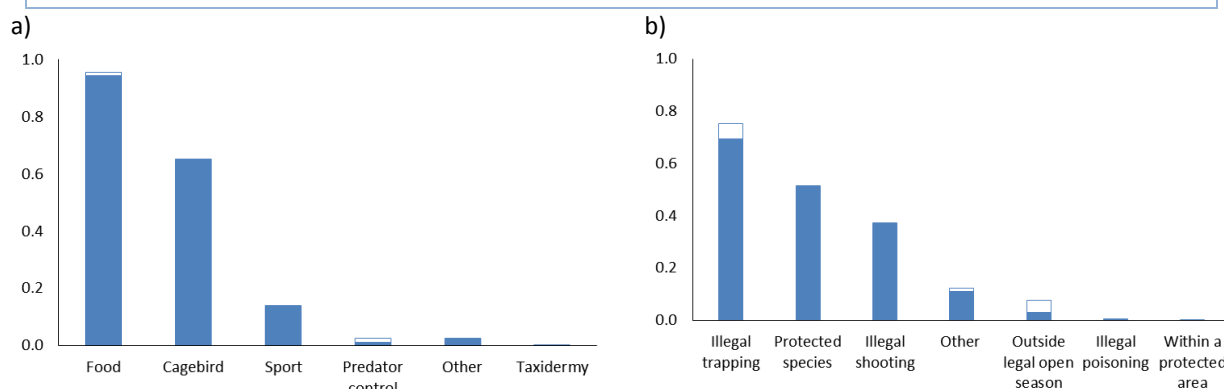 a)
1.0
0.8
0.6
0.4
0.2
0.0
Food
Cagebird
Sport
Predator
control
Other
Taxidermy
b)
1.0
0.8
0.6
0.4
0.2
0.0
Illegal
trapping
Protected
species
Illegal
shooting
Other
Outside
legal open
season
Illegal
poisoning
Within a
protected
area